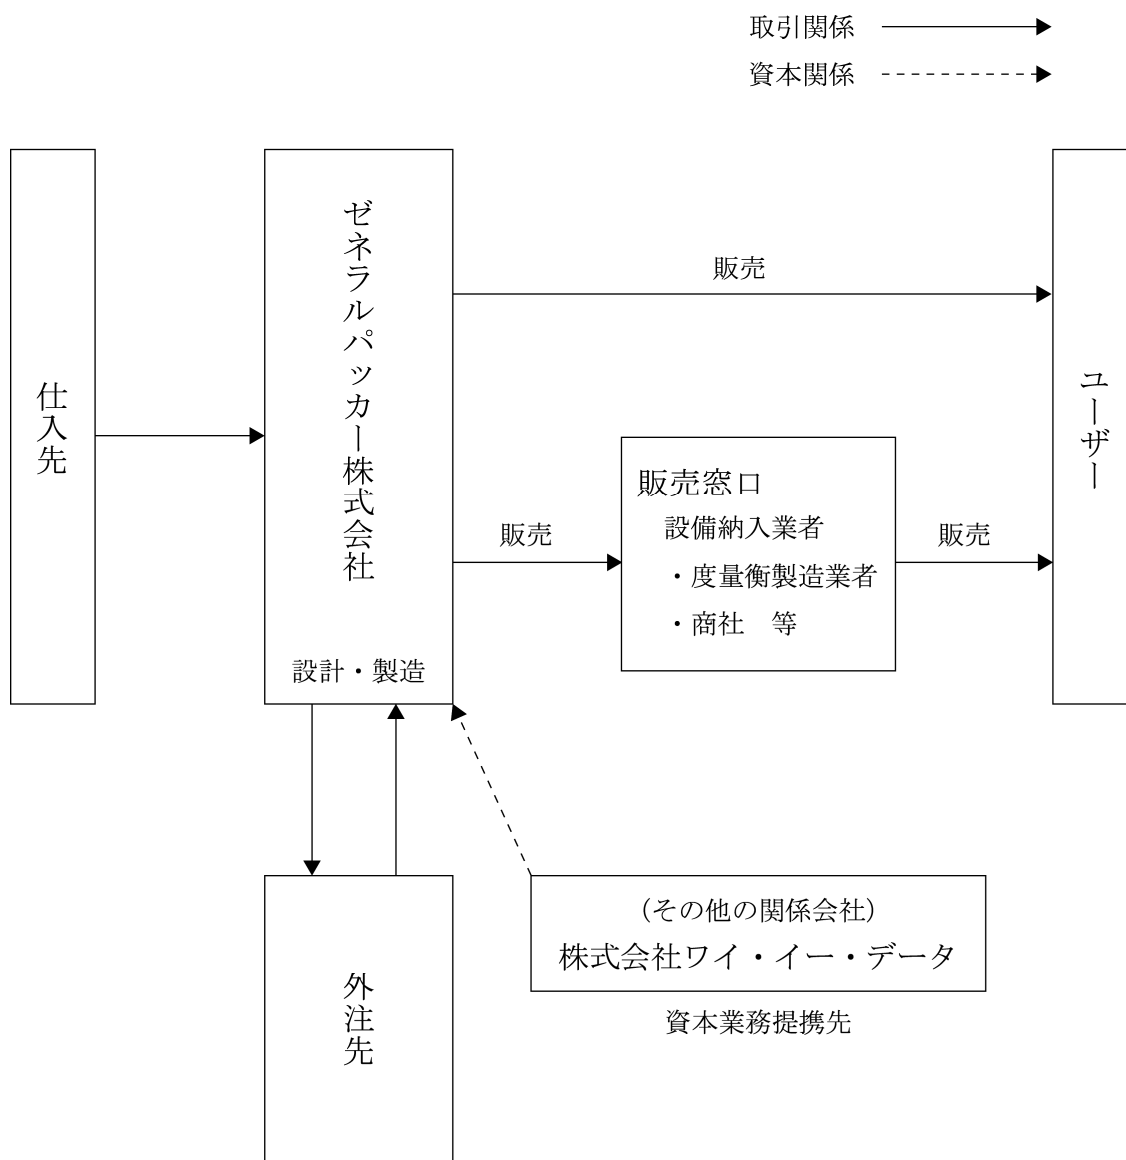 取引関係
資本関係
仕入先
ゼネラルパッカー株式会社
設計・製造
販売
販売
販売窓口
設備納入業者
・度量衡製造業者
・商社　等
販売
ユーザー
外注先
（その他の関係会社）
株式会社ワイ・イー・データ
資本業務提携先